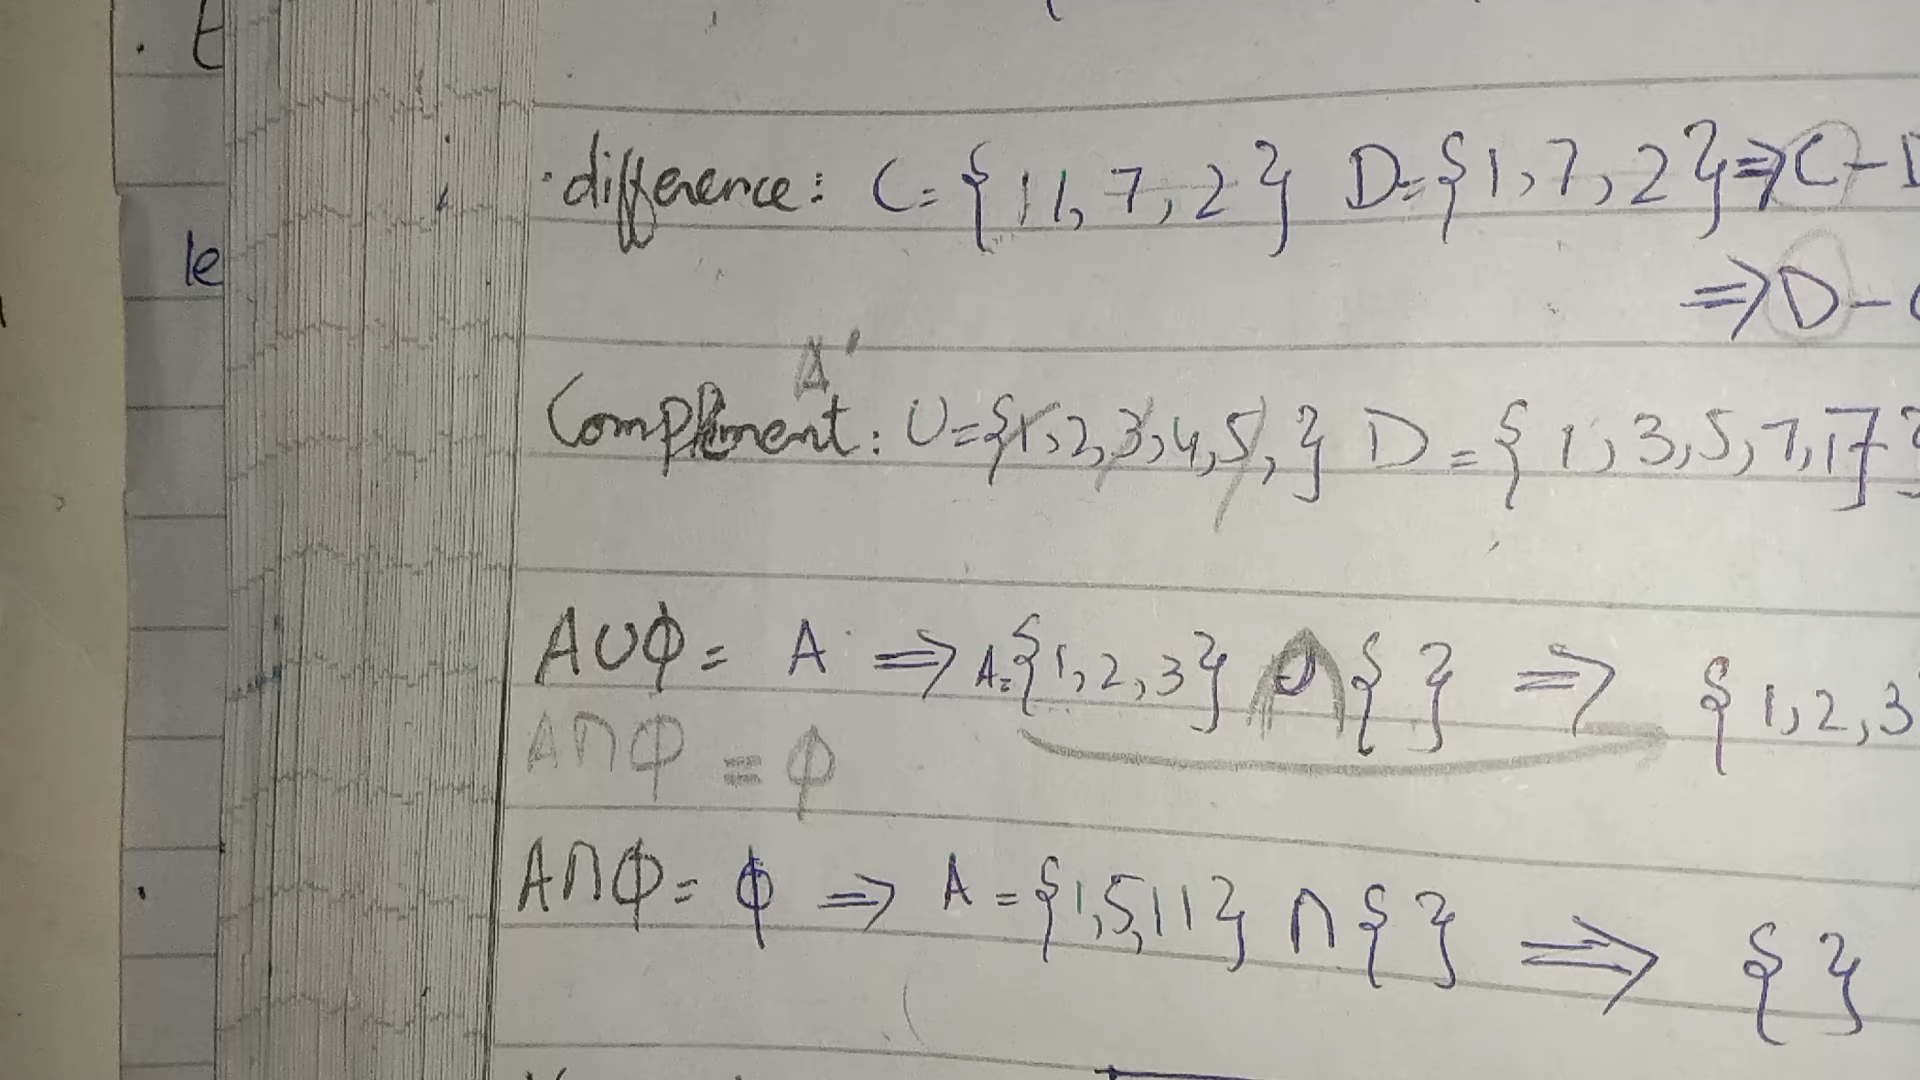 . t
· difference: C = {11, 7, 2} D = {1, 7, 2} ⇒ C - D
le
⇒ D -
A'
Compliment: U = {1, 2, 3, 4, 5, } D = {1, 3, 5, 7, 17}
A∪Φ = A ⇒ A = {1, 2, 3} ∩ { } ⇒ {1, 2, 3
A∩Φ = Φ
A∩Φ = Φ ⇒ A = {1, 5, 11} ∩ { } ⇒ { }